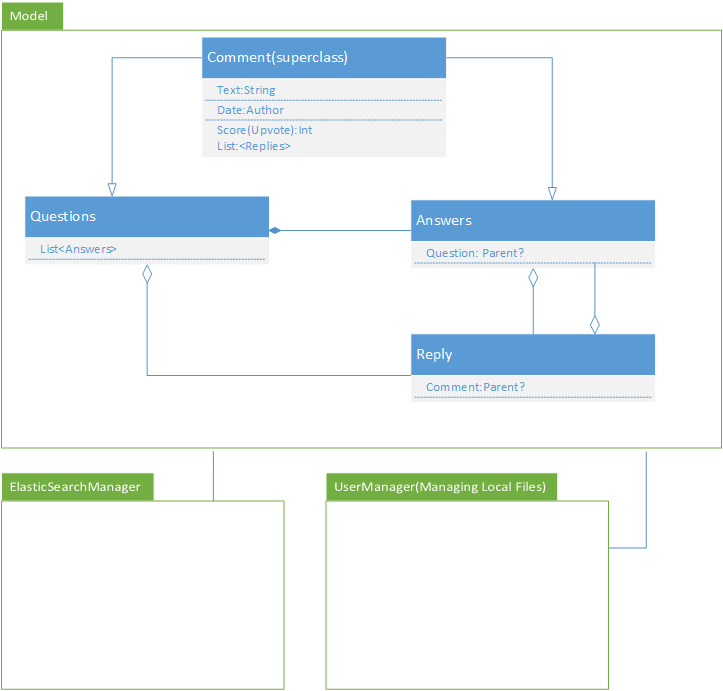 Model
Comment(superclass)
Text:String
Date:Author
Score(Upvote):Int
List:<Replies>
Questions
List<Answers>
Answers
Question: Parent?
Reply
Comment:Parent?
ElasticSearchManager
UserManager(Managing Local Files)